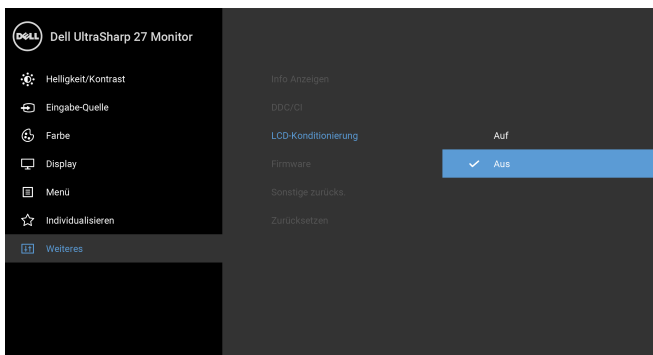 DELL
Dell UltraSharp 27 Monitor
Helligkeit/Kontrast
Eingabe-Quelle
Farbe
Display
Menü
Individualisieren
Weiteres
Info Anzeigen
DDC/CI
LCD-Konditionierung
Firmware
Sonstige zurücks.
Zurücksetzen
Auf
Aus